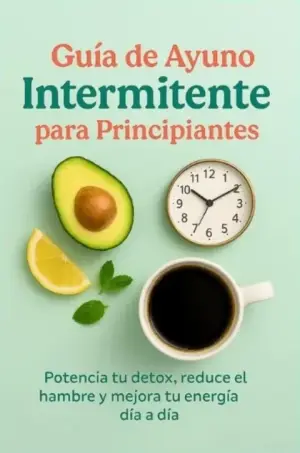 Guía de Ayuno
Intermitente
para Principiantes
Potencia tu detox, reduce el
hambre y mejora tu energía
día a día